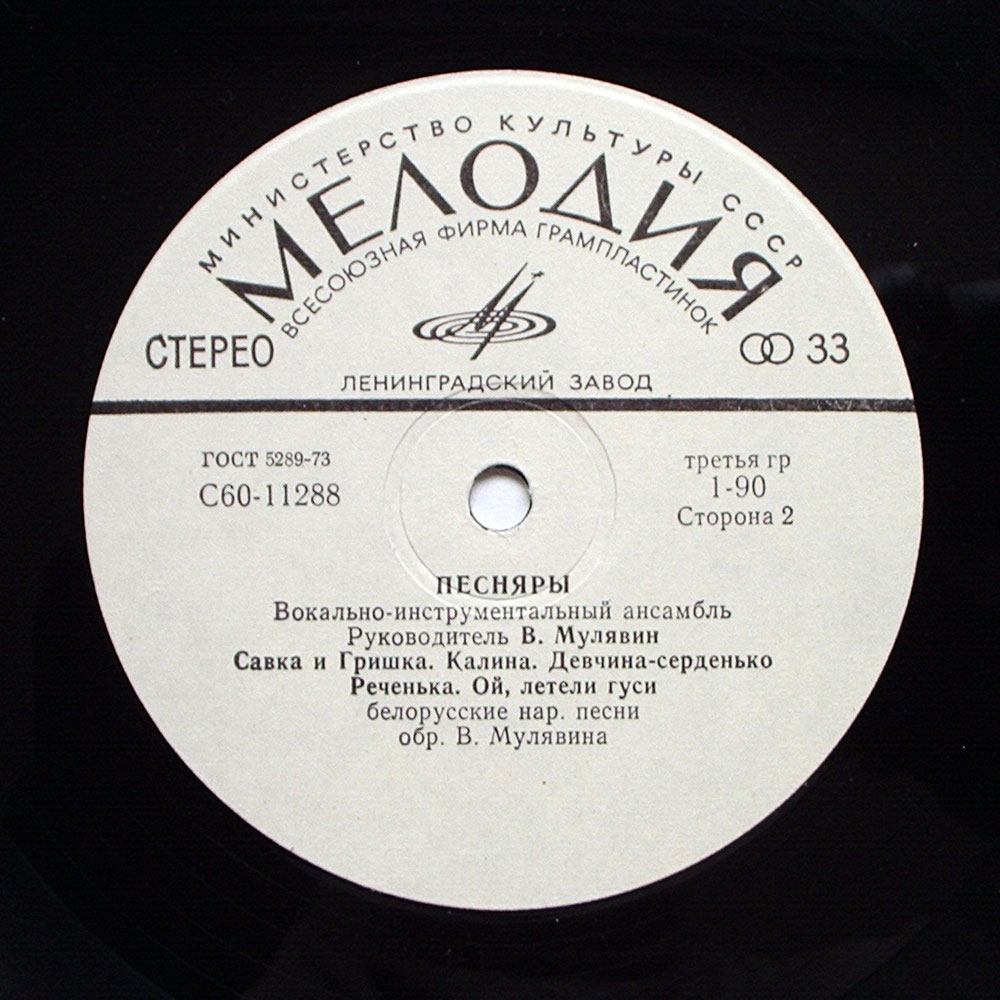 МИНИСТЕРСТВО КУЛЬТУРЫ СССР
МЕЛОДИЯ
ВСЕСОЮЗНАЯ ФИРМА ГРАМПЛАСТИНОК
СТЕРЕО
33
ЛЕНИНГРАДСКИЙ ЗАВОД
ГОСТ 5289-73
С60-11288
третья гр
1-90
Сторона 2
ПЕСНЯРЫ
Вокально-инструментальный ансамбль
Руководитель В. Мулявин
Савка и Гришка. Калина. Девчина-серденько
Реченька. Ой, летели гуси
белорусские нар. песни
обр. В. Мулявина